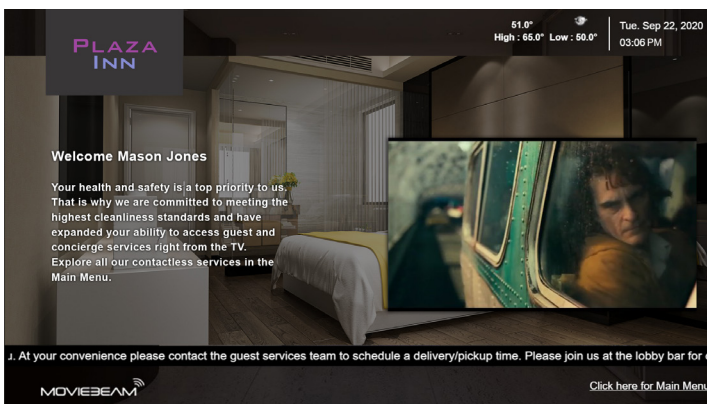 PLAZA
INN
51.0°
High : 65.0° Low : 50.0°
Tue. Sep 22, 2020
03:06 PM
Welcome Mason Jones
Your health and safety is a top priority to us.
That is why we are committed to meeting the
highest cleanliness standards and have
expanded your ability to access guest and
concierge services right from the TV.
Explore all our contactless services in the
Main Menu.
. At your convenience please contact the guest services team to schedule a delivery/pickup time. Please join us at the lobby bar for
MOVIEBEAM
Click here for Main Menu